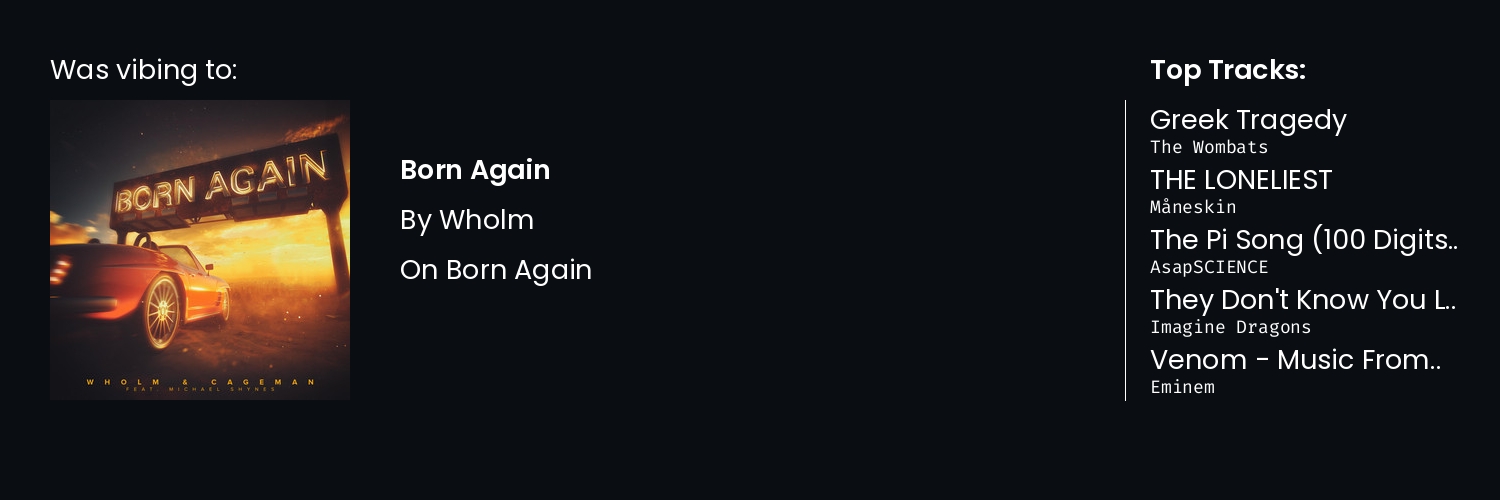 Was vibing to:
BORN AGAIN
WHOLM & CAGEMAN
FEAT. MICHAEL SHYNES
Born Again
By Wholm
On Born Again
Top Tracks:
Greek Tragedy
The Wombats
THE LONELIEST
Måneskin
The Pi Song (100 Digits..
AsapSCIENCE
They Don't Know You L..
Imagine Dragons
Venom - Music From..
Eminem